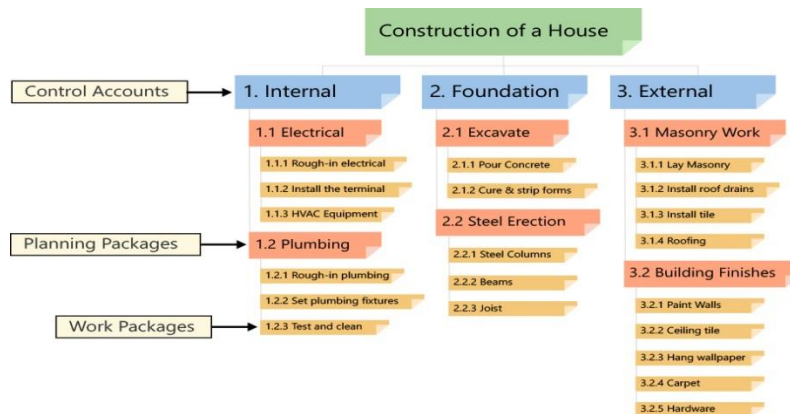 Construction of a House
Control Accounts
1. Internal
2. Foundation
3. External
1.1 Electrical
1.1.1 Rough-in electrical
1.1.2 Install the terminal
1.1.3 HVAC Equipment
Planning Packages
1.2 Plumbing
1.2.1 Rough-in plumbing
1.2.2 Set plumbing fixtures
Work Packages
1.2.3 Test and clean
2.1 Excavate
2.1.1 Pour Concrete
2.1.2 Cure & strip forms
2.2 Steel Erection
2.2.1 Steel Columns
2.2.2 Beams
2.2.3 Joist
3.1 Masonry Work
3.1.1 Lay Masonry
3.1.2 Install roof drains
3.1.3 Install tile
3.1.4 Roofing
3.2 Building Finishes
3.2.1 Paint Walls
3.2.2 Ceiling tile
3.2.3 Hang wallpaper
3.2.4 Carpet
3.2.5 Hardware